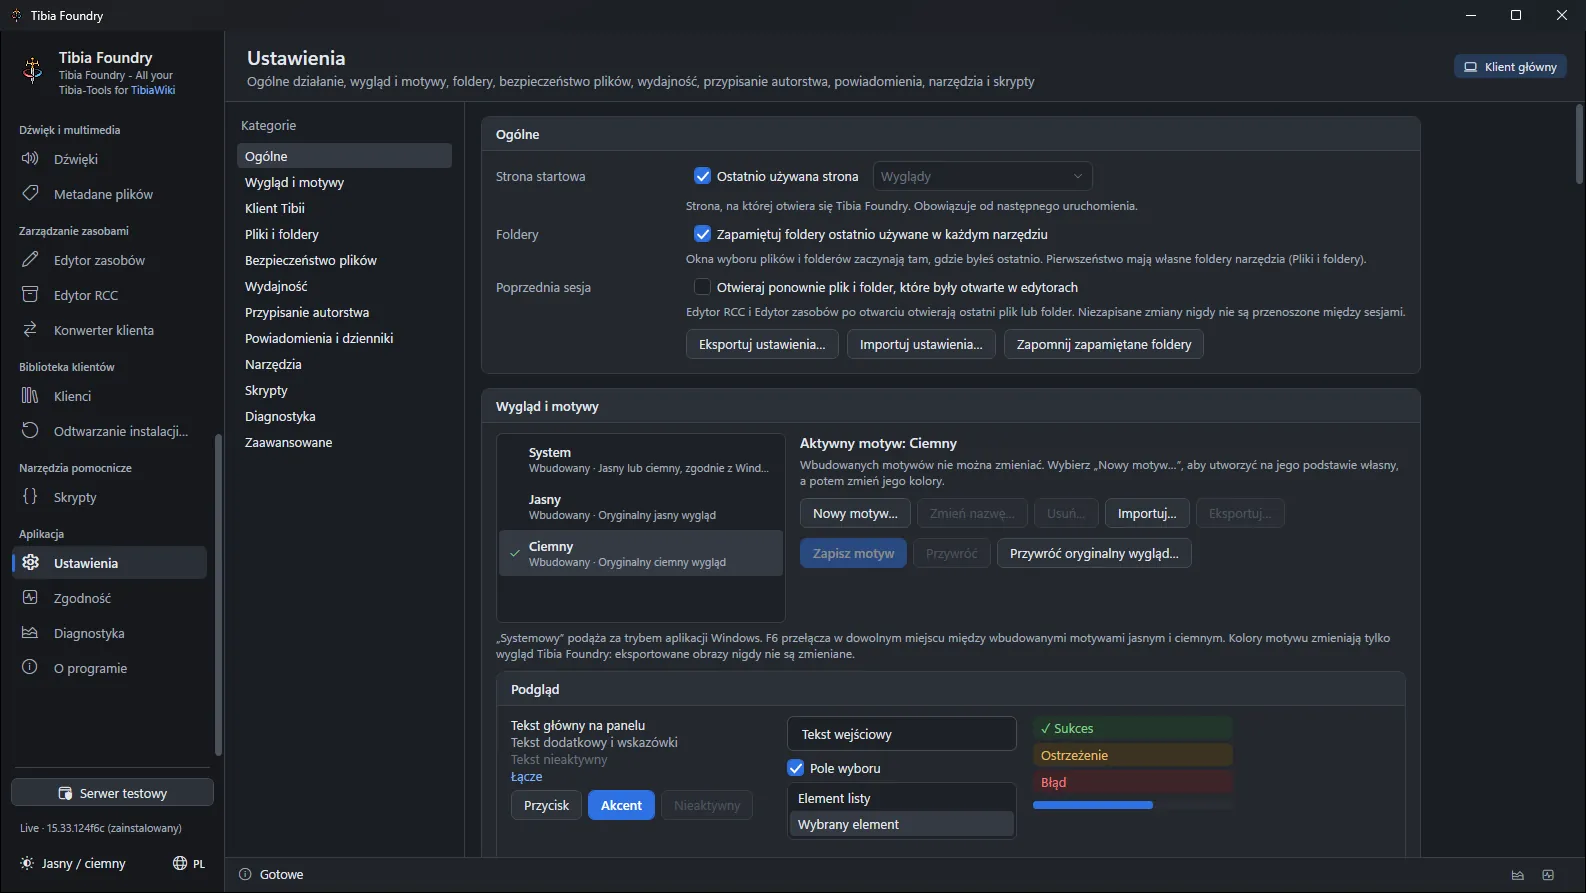 Tibia Foundry
Tibia Foundry
Tibia Foundry - All your
Tibia-Tools for TibiaWiki
Dźwięk i multimedia
Dźwięki
Metadane plików
Zarządzanie zasobami
Edytor zasobów
Edytor RCC
Konwerter klienta
Biblioteka klientów
Klienci
Odtwarzanie instalacji...
Narzędzia pomocnicze
Skrypty
Aplikacja
Ustawienia
Zgodność
Diagnostyka
O programie
Serwer testowy
Live · 15.33.124f6c (zainstalowany)
Jasny / ciemny
PL
Ustawienia
Ogólne działanie, wygląd i motywy, foldery, bezpieczeństwo plików, wydajność, przypisanie autorstwa, powiadomienia, narzędzia i skrypty
Klient główny
Kategorie
Ogólne
Wygląd i motywy
Klient Tibii
Pliki i foldery
Bezpieczeństwo plików
Wydajność
Przypisanie autorstwa
Powiadomienia i dzienniki
Narzędzia
Skrypty
Diagnostyka
Zaawansowane
Ogólne
Strona startowa
Ostatnio używana strona
Wyglądy
Strona, na której otwiera się Tibia Foundry. Obowiązuje od następnego uruchomienia.
Foldery
Zapamiętuj foldery ostatnio używane w każdym narzędziu
Okna wyboru plików i folderów zaczynają tam, gdzie byłeś ostatnio. Pierwszeństwo mają własne foldery narzędzia (Pliki i foldery).
Poprzednia sesja
Otwieraj ponownie plik i folder, które były otwarte w edytorach
Edytor RCC i Edytor zasobów po otwarciu otwierają ostatni plik lub folder. Niezapisane zmiany nigdy nie są przenoszone między sesjami.
Eksportuj ustawienia...
Importuj ustawienia...
Zapomnij zapamiętane foldery
Wygląd i motywy
System
Wbudowany · Jasny lub ciemny, zgodnie z Wind...
Jasny
Wbudowany · Oryginalny jasny wygląd
Ciemny
Wbudowany · Oryginalny ciemny wygląd
Aktywny motyw: Ciemny
Wbudowanych motywów nie można zmieniać. Wybierz „Nowy motyw...”, aby utworzyć na jego podstawie własny,
a potem zmień jego kolory.
Nowy motyw...
Zmień nazwę...
Usuń...
Importuj...
Eksportuj...
Zapisz motyw
Przywróć
Przywróć oryginalny wygląd...
„Systemowy” podąża za trybem aplikacji Windows. F6 przełącza w dowolnym miejscu między wbudowanymi motywami jasnym i ciemnym. Kolory motywu zmieniają tylko
wygląd Tibia Foundry: eksportowane obrazy nigdy nie są zmieniane.
Podgląd
Tekst główny na panelu
Tekst dodatkowy i wskazówki
Tekst nieaktywny
Łącze
Przycisk
Akcent
Nieaktywny
Tekst wejściowy
Pole wyboru
Element listy
Wybrany element
✓ Sukces
Ostrzeżenie
Błąd
Gotowe